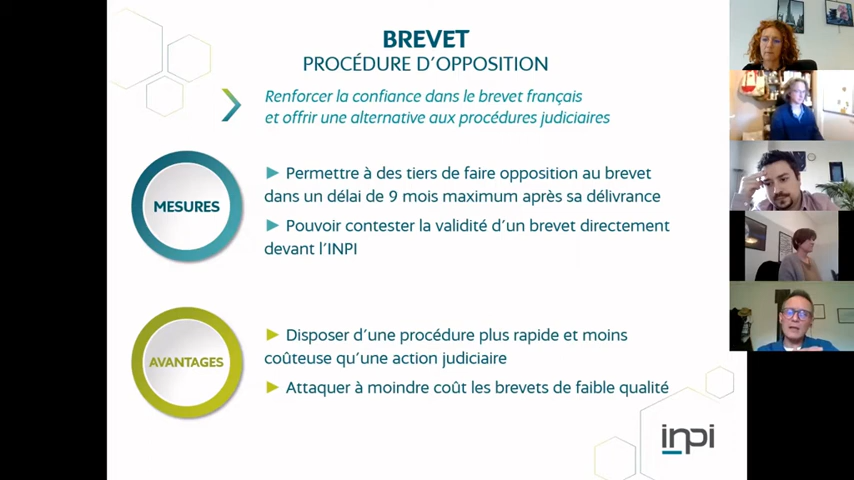 BREVET
PROCÉDURE D'OPPOSITION
Renforcer la confiance dans le brevet français
et offrir une alternative aux procédures judiciaires
MESURES
► Permettre à des tiers de faire opposition au brevet
dans un délai de 9 mois maximum après sa délivrance
► Pouvoir contester la validité d'un brevet directement
devant l'INPI
AVANTAGES
► Disposer d'une procédure plus rapide et moins
coûteuse qu'une action judiciaire
► Attaquer à moindre coût les brevets de faible qualité
inpi